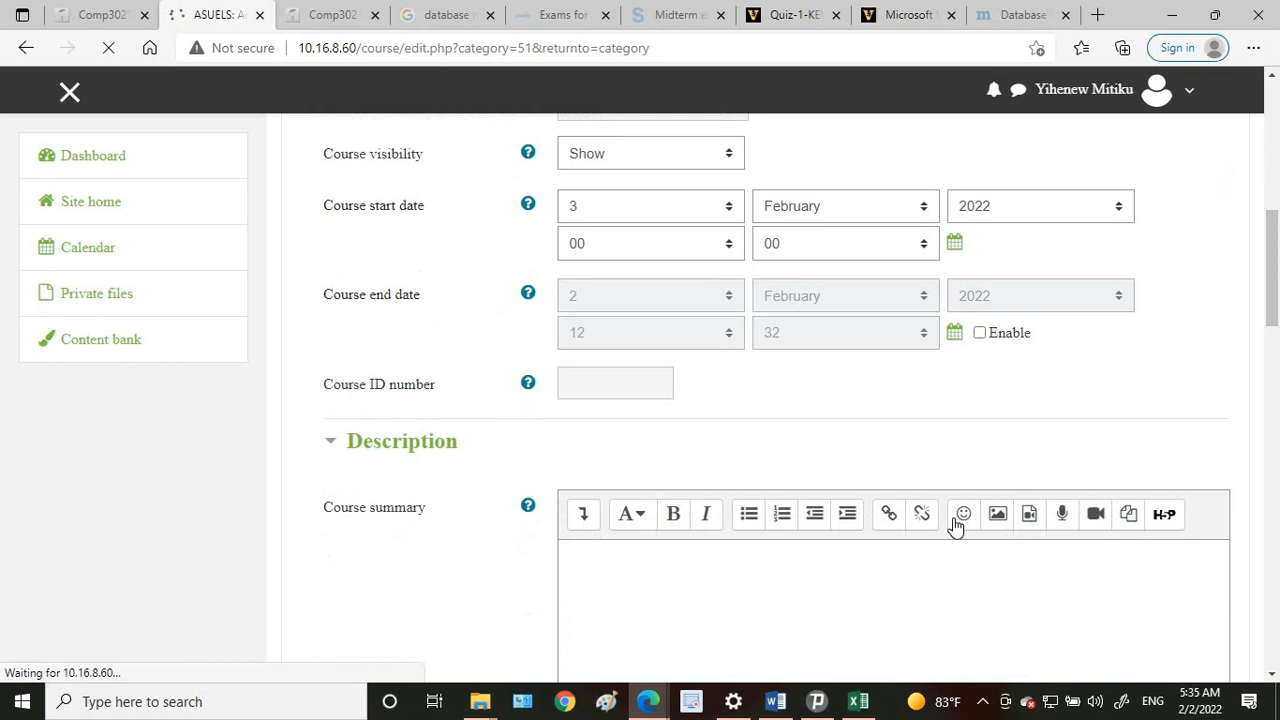 Comp302
ASUELS: A
Comp302
database n
Exams for
Midterm e
Quiz-1-KE
Microsoft
Database
Not secure 10.16.8.60/course/edit.php?category=51&returnto=category Sign in
Yihenew Mitiku
Dashboard
Site home
Calendar
Private files
Content bank
Course visibility Show
Course start date 3 February 2022
00 00
Course end date 2 February 2022
12 32 Enable
Course ID number
Description
Course summary A B I H-P
Waiting for 10.16.8.60...
Type here to search
83°F ENG 5:35 AM
2/2/2022